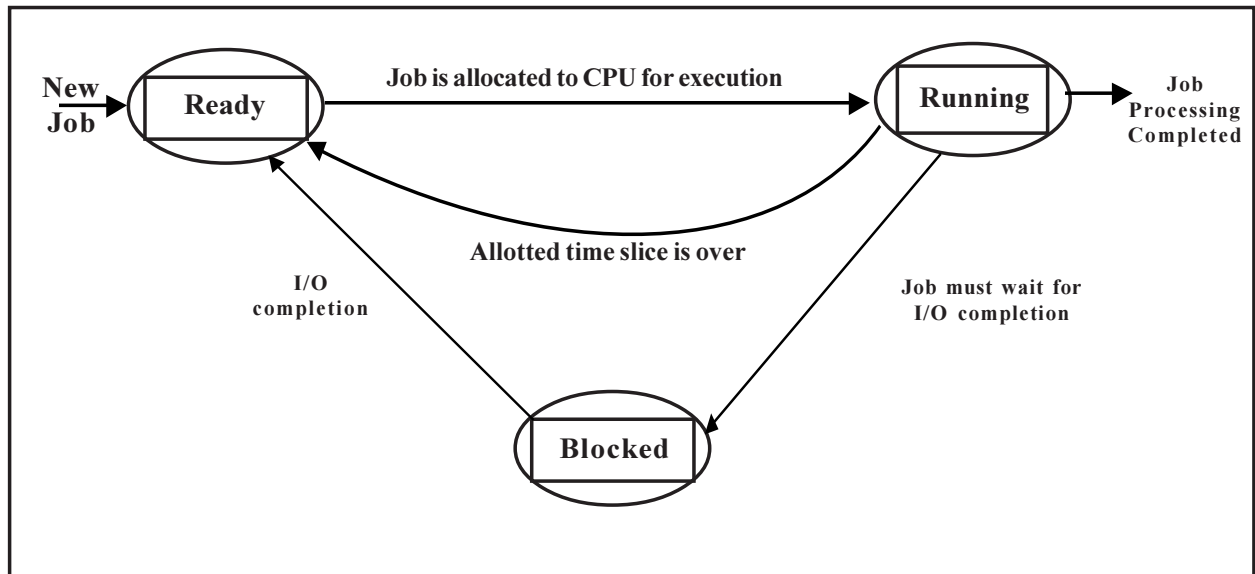 New
Job
Ready
Job is allocated to CPU for execution
Running
Job
Processing
Completed
Allotted time slice is over
I/O
completion
Job must wait for
I/O completion
Blocked